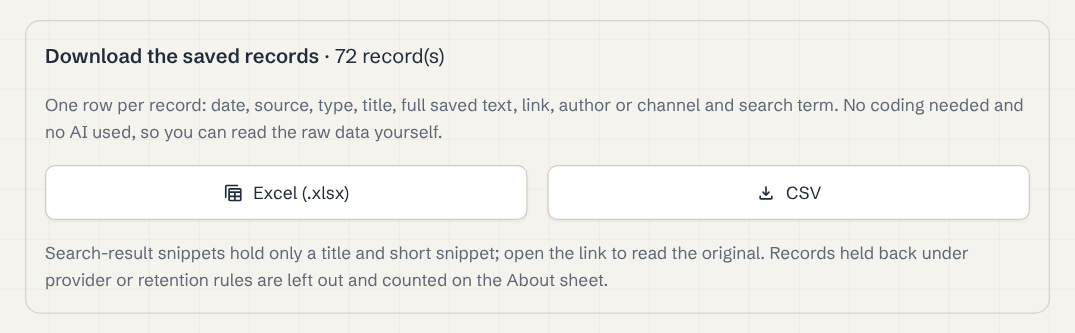 Download the saved records · 72 record(s)
One row per record: date, source, type, title, full saved text, link, author or channel and search term. No coding needed and
no AI used, so you can read the raw data yourself.
Excel (.xlsx)
CSV
Search-result snippets hold only a title and short snippet; open the link to read the original. Records held back under
provider or retention rules are left out and counted on the About sheet.